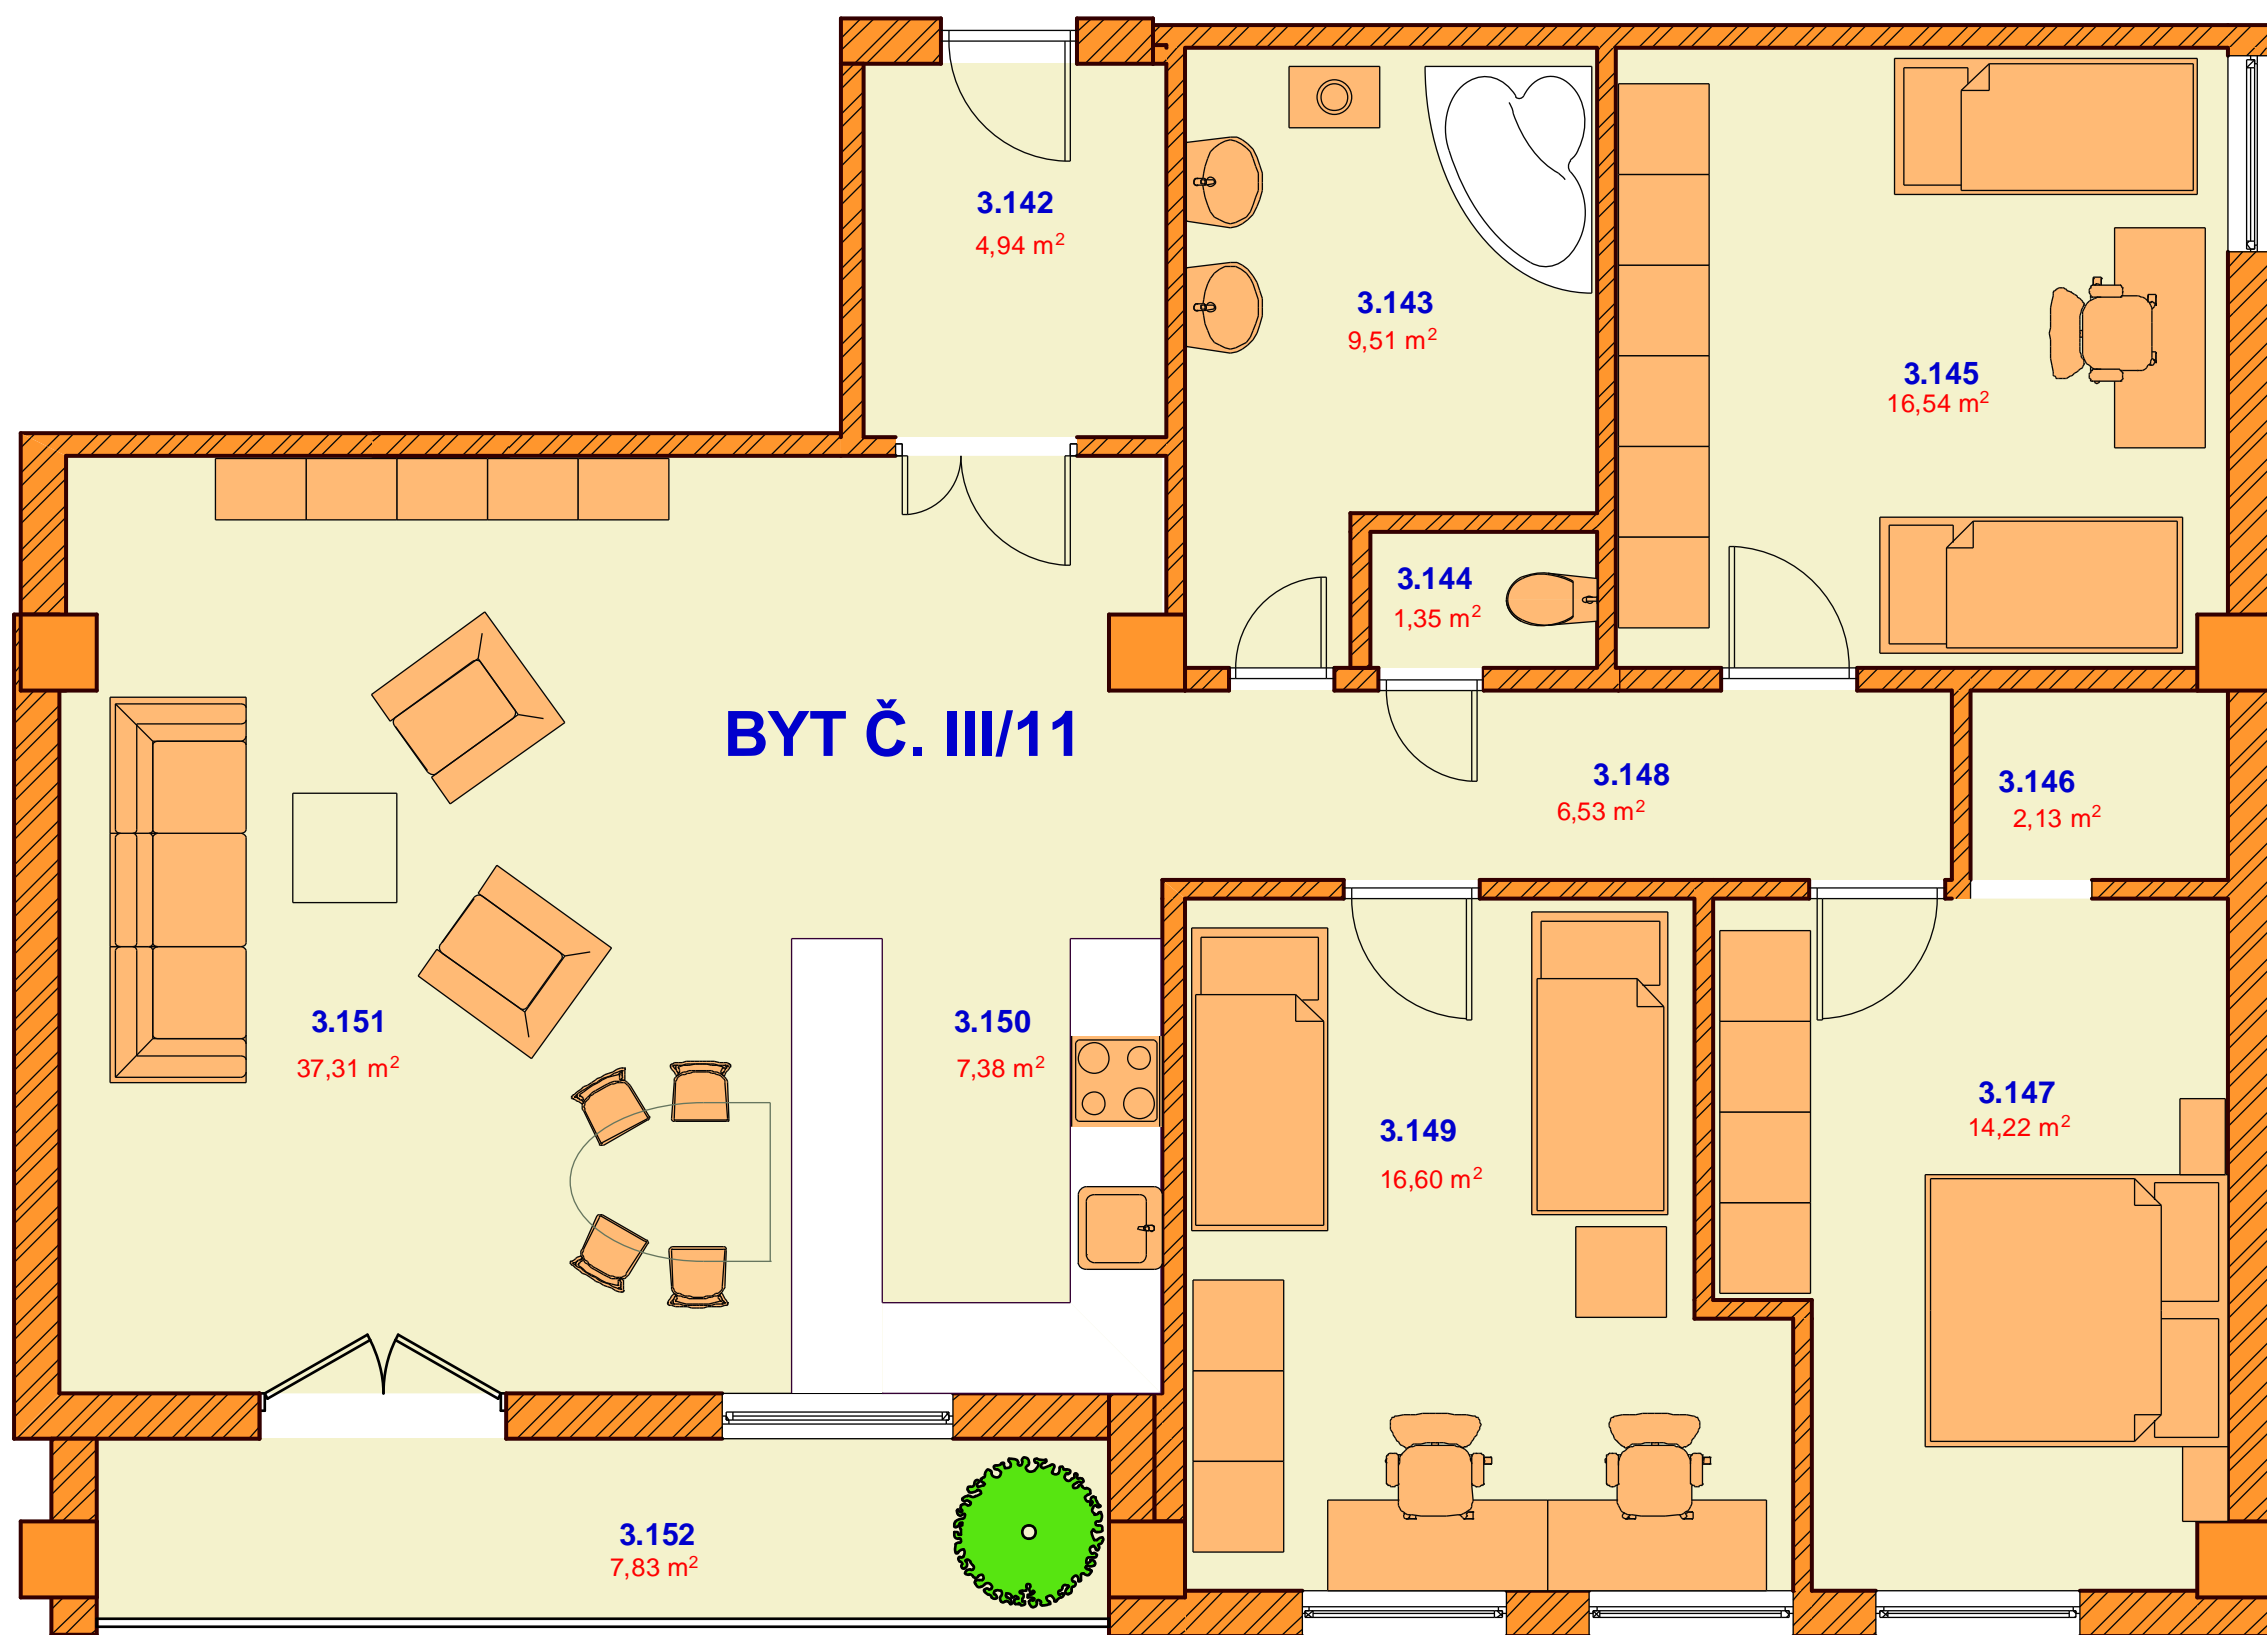 3.142
4,94 m²
3.143
9,51 m²
3.145
16,54 m²
3.144
1,35 m²
BYT Č. III/11
3.148
6,53 m²
3.146
2,13 m²
3.151
37,31 m²
3.150
7,38 m²
3.149
16,60 m²
3.147
14,22 m²
3.152
7,83 m²